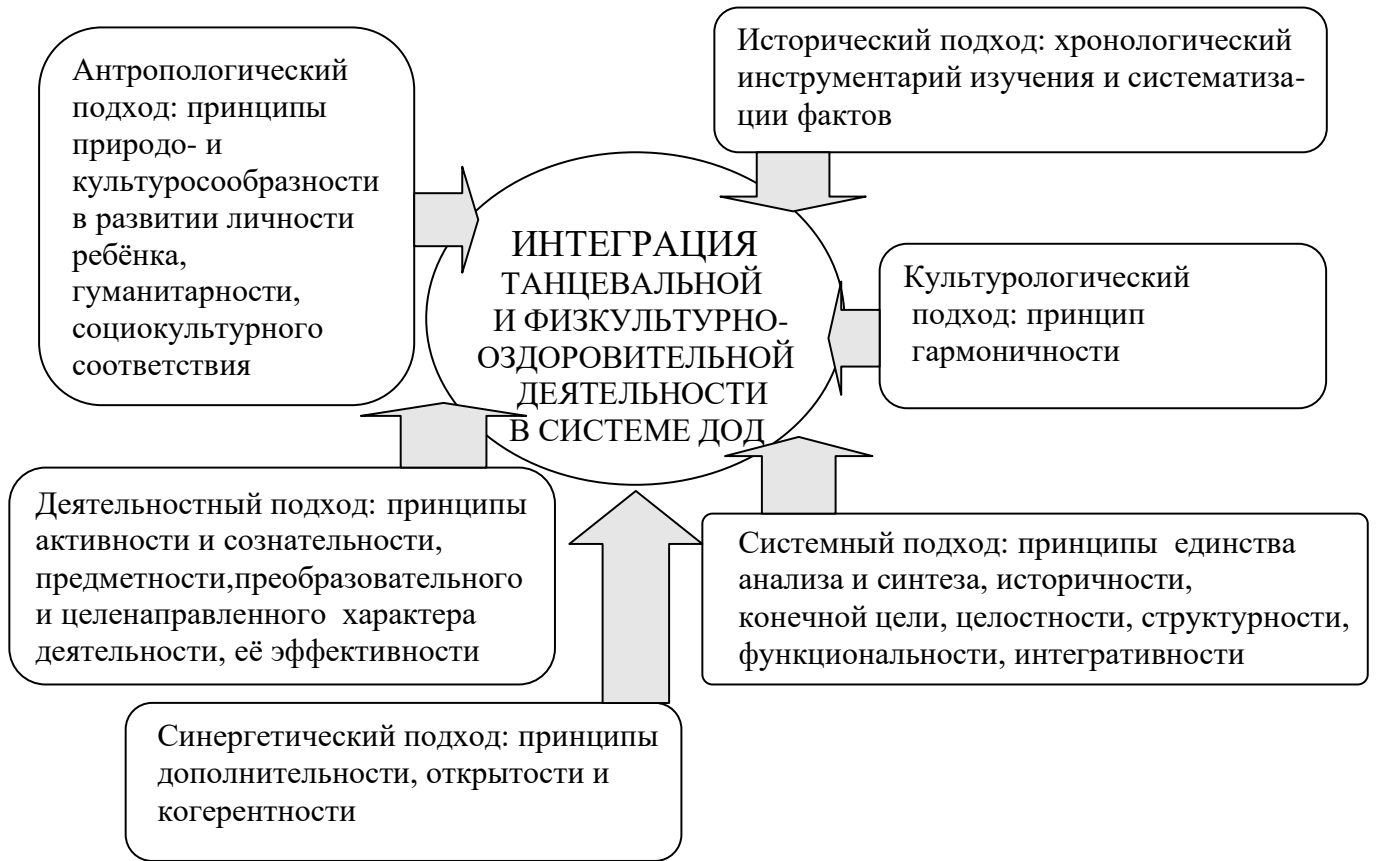 Антропологический
подход: принципы
природо- и
культуросообразности
в развитии личности
ребёнка,
гуманитарности,
социокультурного
соответствия
Исторический подход: хронологический
инструментарий изучения и систематиза-
ции фактов
ИНТЕГРАЦИЯ
ТАНЦЕВАЛЬНОЙ
И ФИЗКУЛЬТУРНО-
ОЗДОРОВИТЕЛЬНОЙ
ДЕЯТЕЛЬНОСТИ
В СИСТЕМЕ ДОД
Культурологический
подход: принцип
гармоничности
Деятельностный подход: принципы
активности и сознательности,
предметности,преобразовательного
и целенаправленного характера
деятельности, её эффективности
Системный подход: принципы единства
анализа и синтеза, историчности,
конечной цели, целостности, структурности,
функциональности, интегративности
Синергетический подход: принципы
дополнительности, открытости и
когерентности